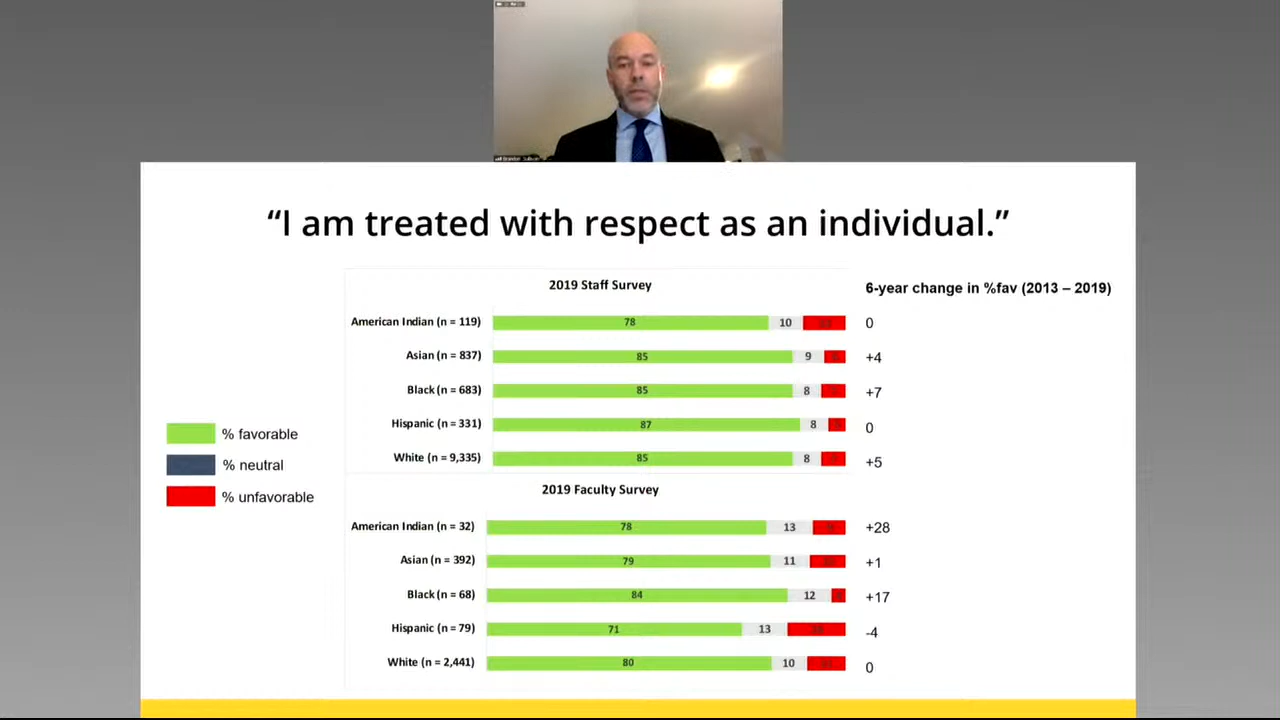 Brandon Sullivan
“I am treated with respect as an individual.”
2019 Staff Survey
6-year change in %fav (2013 – 2019)
American Indian (n = 119) 78 10 0
Asian (n = 837) 85 9 +4
Black (n = 683) 85 8 +7
Hispanic (n = 331) 87 8 0
White (n = 9,335) 85 8 +5
% favorable
% neutral
% unfavorable
2019 Faculty Survey
American Indian (n = 32) 78 13 9 +28
Asian (n = 392) 79 11 +1
Black (n = 68) 84 12 +17
Hispanic (n = 79) 71 13 -4
White (n = 2,441) 80 10 0